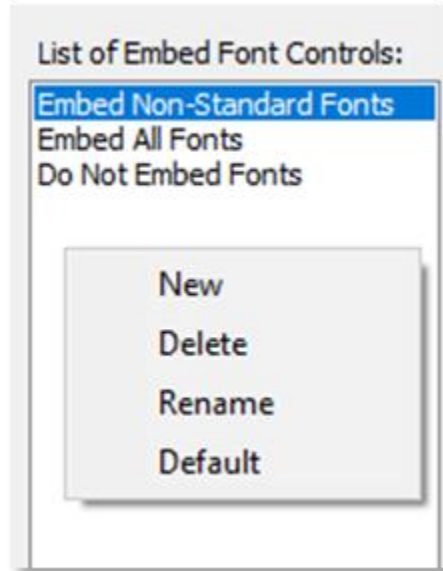 List of Embed Font Controls:
Embed Non-Standard Fonts
Embed All Fonts
Do Not Embed Fonts
New
Delete
Rename
Default